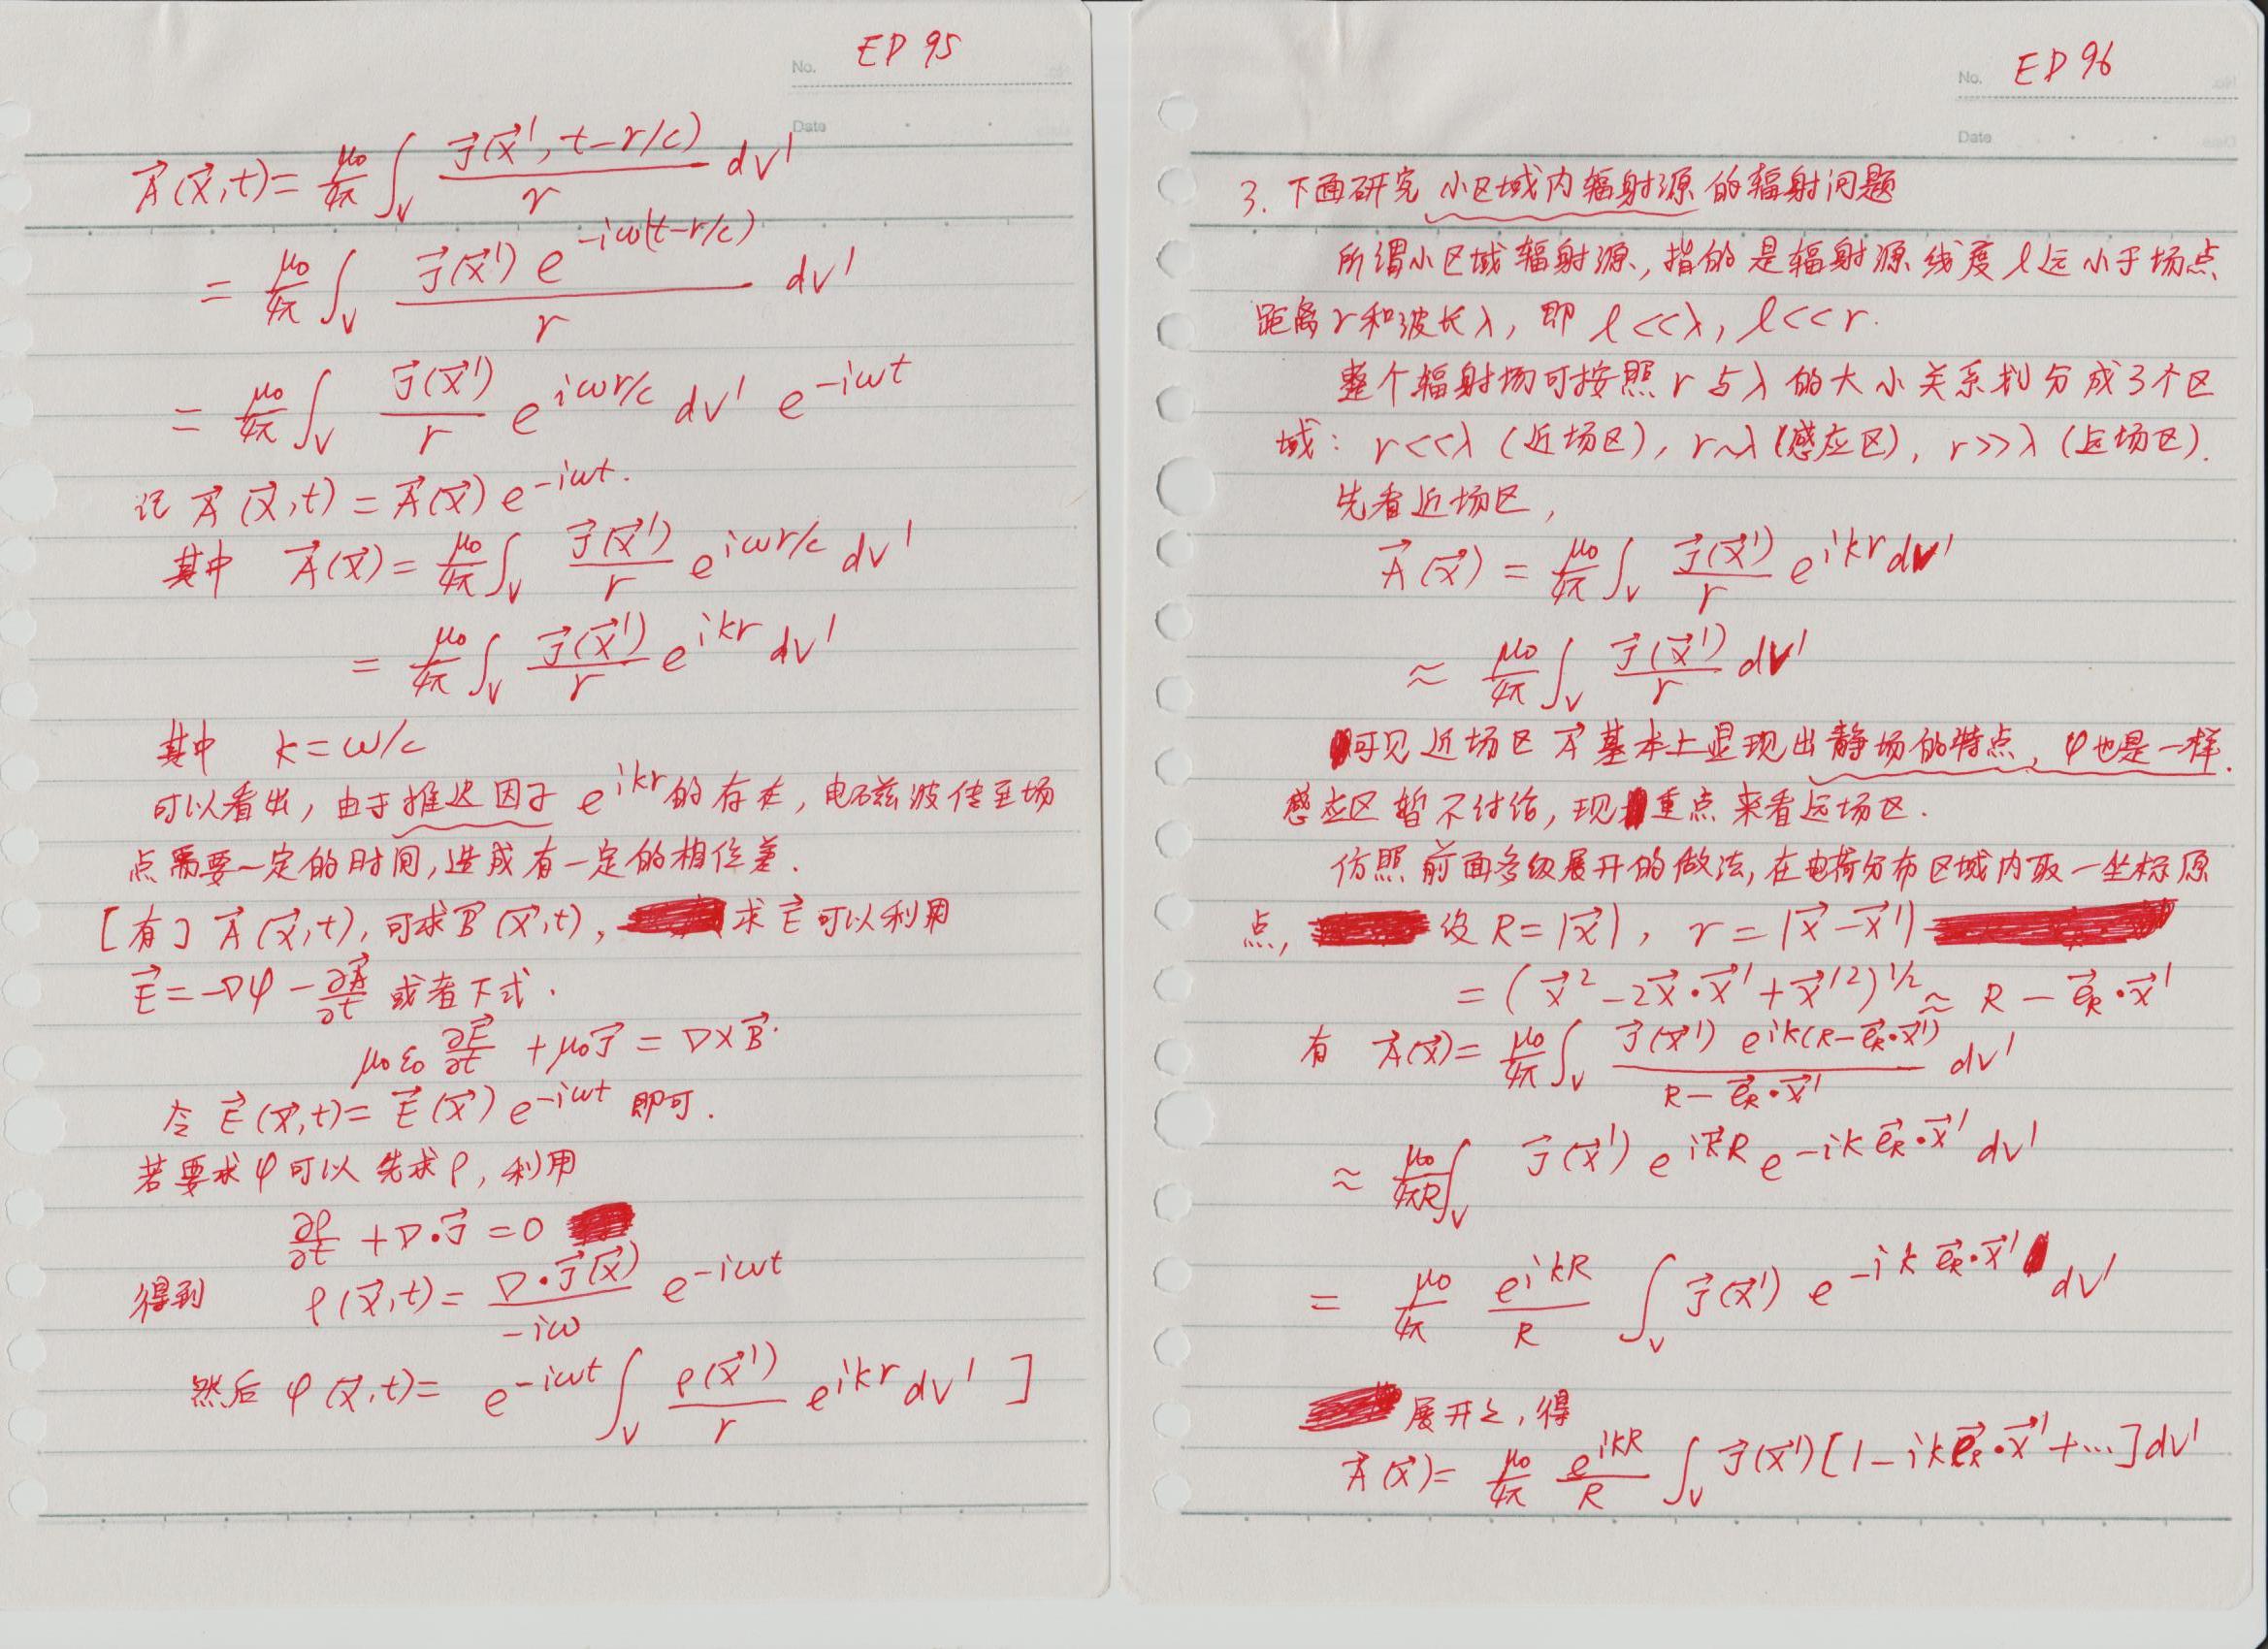 No. EP 95
Date
$\vec{A}(\vec{x},t)=\frac{\mu_0}{4\pi}\int_V \frac{\vec{J}(\vec{x}',t-r/c)}{r}dV'$
$=\frac{\mu_0}{4\pi}\int_V \frac{\vec{J}(\vec{x}')e^{-i\omega(t-r/c)}}{r}dV'$
$=\frac{\mu_0}{4\pi}\int_V \frac{\vec{J}(\vec{x}')}{r}e^{i\omega r/c}dV' e^{-i\omega t}$
记 $\vec{A}(\vec{x},t)=\vec{A}(\vec{x})e^{-i\omega t}$.
其中 $\vec{A}(\vec{x})=\frac{\mu_0}{4\pi}\int_V \frac{\vec{J}(\vec{x}')}{r}e^{i\omega r/c}dV'$
$=\frac{\mu_0}{4\pi}\int_V \frac{\vec{J}(\vec{x}')}{r}e^{ikr}dV'$
其中 $k=\omega/c$
可以看出，由于推迟因子 $e^{ikr}$ 的存在，电磁波传至场
点需要一定的时间，造成有一定的相位差.
[有了 $\vec{A}(\vec{x},t)$, 可求 $\vec{B}(\vec{x},t)$, 求 $\vec{E}$ 可以利用
$\vec{E}=-\nabla\varphi-\frac{\partial\vec{A}}{\partial t}$ 或者下式.
$\mu_0\varepsilon_0\frac{\partial\vec{E}}{\partial t}+\mu_0\vec{J}=\nabla\times\vec{B}$.
令 $\vec{E}(\vec{x},t)=\vec{E}(\vec{x})e^{-i\omega t}$ 即可.
若要求 φ 可以先求 ρ, 利用
$\frac{\partial\rho}{\partial t}+\nabla\cdot\vec{J}=0$
得到 $\rho(\vec{x},t)=\frac{\nabla\cdot\vec{J}(\vec{x})}{-i\omega}e^{-i\omega t}$
然后 $\varphi(\vec{x},t)=e^{-i\omega t}\int_V \frac{\rho(\vec{x}')}{r}e^{ikr}dV'$ ]
No. ED 96
Date
3. 下面研究小区域内辐射源的辐射问题
所谓小区域辐射源，指的是辐射源线度 l 远小于场点
距离 r 和波长 λ, 即 l<<λ, l<<r.
整个辐射场可按照 r 与 λ 的大小关系划分成3个区
域: r<<λ (近场区), r~λ (感应区), r>>λ (远场区).
先看近场区,
$\vec{A}(\vec{x})=\frac{\mu_0}{4\pi}\int_V \frac{\vec{J}(\vec{x}')}{r}e^{ikr}dV'$
$\approx\frac{\mu_0}{4\pi}\int_V \frac{\vec{J}(\vec{x}')}{r}dV'$
可见近场区 $\vec{A}$ 基本上显现出静场的特点, φ也是一样.
感应区暂不讨论, 现重点来看远场区.
仿照前面多级展开的做法, 在电荷分布区域内取一坐标原
点, 设 $R=|\vec{x}|$, $r=|\vec{x}-\vec{x}'|$
$=(\vec{x}^2-2\vec{x}\cdot\vec{x}'+\vec{x}'^2)^{1/2}\approx R-\vec{e}_R\cdot\vec{x}'$
有 $\vec{A}(\vec{x})=\frac{\mu_0}{4\pi}\int_V \frac{\vec{J}(\vec{x}')e^{ik(R-\vec{e}_R\cdot\vec{x}')}}{R-\vec{e}_R\cdot\vec{x}'}dV'$
$\approx\frac{\mu_0}{4\pi R}\int_V \vec{J}(\vec{x}')e^{ikR}e^{-ik\vec{e}_R\cdot\vec{x}'}dV'$
$=\frac{\mu_0}{4\pi}\frac{e^{ikR}}{R}\int_V \vec{J}(\vec{x}')e^{-ik\vec{e}_R\cdot\vec{x}'}dV'$
展开之, 得
$\vec{A}(\vec{x})=\frac{\mu_0}{4\pi}\frac{e^{ikR}}{R}\int_V \vec{J}(\vec{x}')[1-ik\vec{e}_R\cdot\vec{x}'+\cdots]dV'$